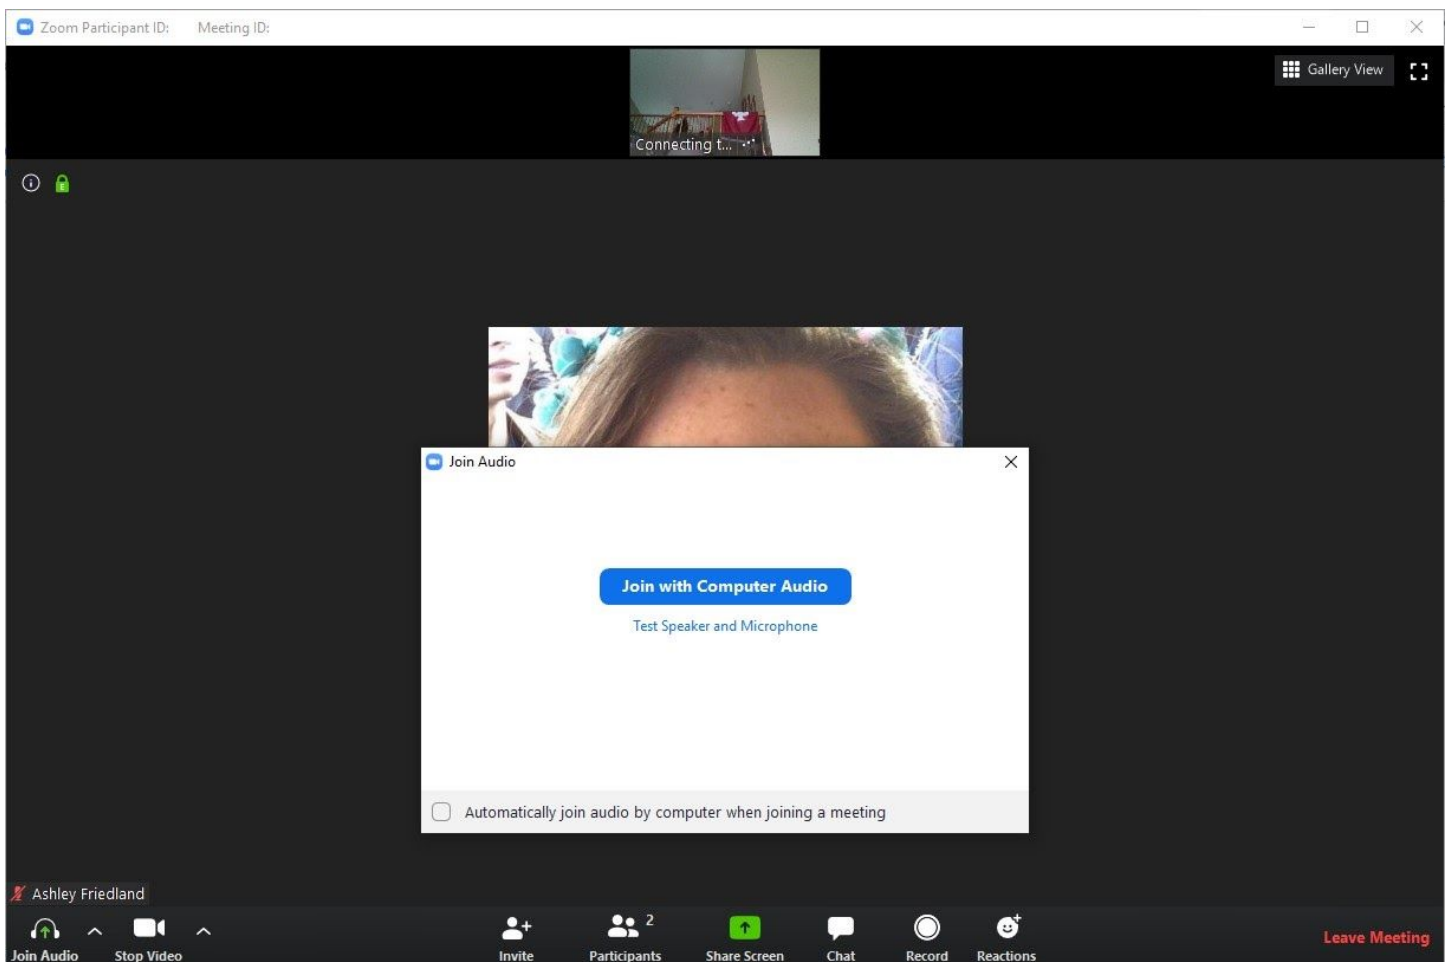 Zoom Participant ID: Meeting ID:
Gallery View
Connecting t...
Join Audio
Join with Computer Audio
Test Speaker and Microphone
Automatically join audio by computer when joining a meeting
Ashley Friedland
2
Join Audio Stop Video Invite Participants Share Screen Chat Record Reactions Leave Meeting